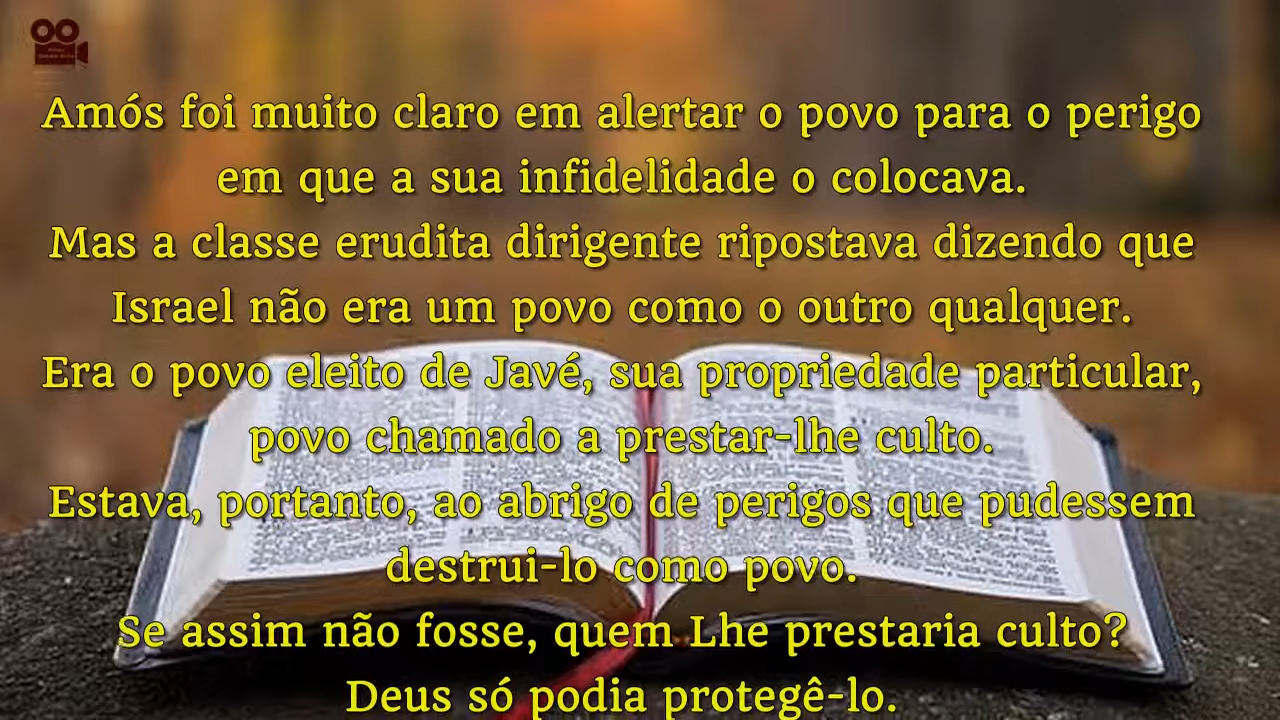 Amós foi muito claro em alertar o povo para o perigo
em que a sua infidelidade o colocava.
Mas a classe erudita dirigente ripostava dizendo que
Israel não era um povo como o outro qualquer.
Era o povo eleito de Javé, sua propriedade particular,
povo chamado a prestar-lhe culto.
Estava, portanto, ao abrigo de perigos que pudessem
destrui-lo como povo.
Se assim não fosse, quem Lhe prestaria culto?
Deus só podia protegê-lo.